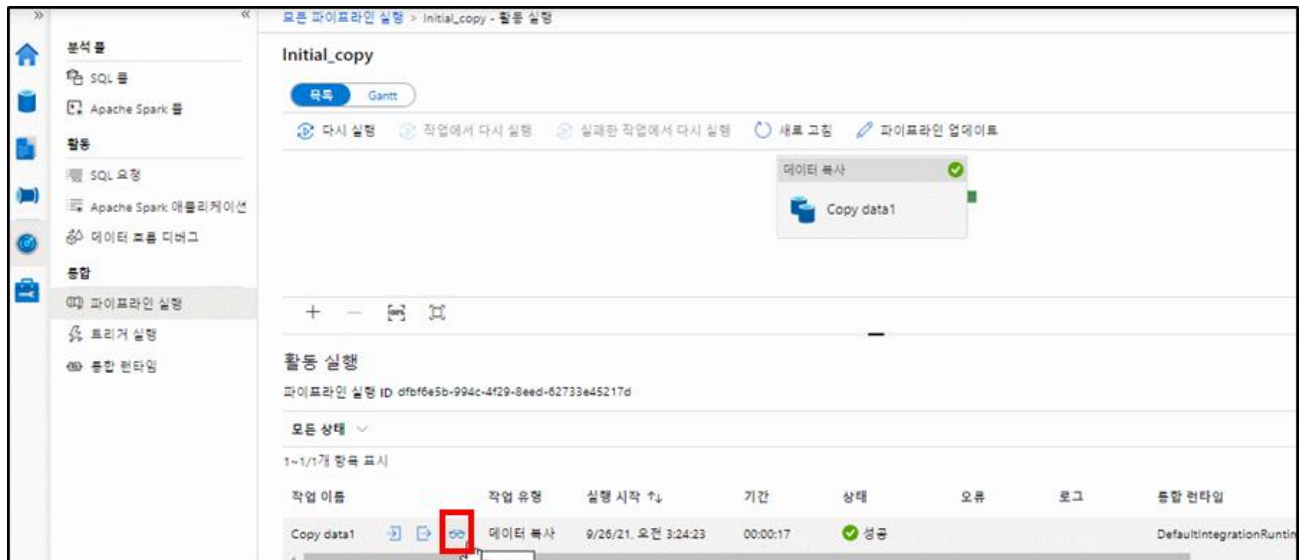 모든 파이프라인 실행 > Initial_copy - 활동 실행
분석 풀
SQL 풀
Apache Spark 풀
활동
SQL 요청
Apache Spark 애플리케이션
데이터 흐름 디버그
통합
파이프라인 실행
트리거 실행
통합 런타임
Initial_copy
목록 Gantt
다시 실행 작업에서 다시 실행 실패한 작업에서 다시 실행 새로 고침 파이프라인 업데이트
데이터 복사
Copy data1
활동 실행
파이프라인 실행 ID dfbf6e5b-994c-4f29-8eed-62733e45217d
모든 상태
1~1/1개 항목 표시
작업 이름 작업 유형 실행 시작 ↑↓ 기간 상태 오류 로그 통합 런타임
Copy data1 데이터 복사 9/26/21, 오전 3:24:23 00:00:17 성공 DefaultIntegrationRuntin